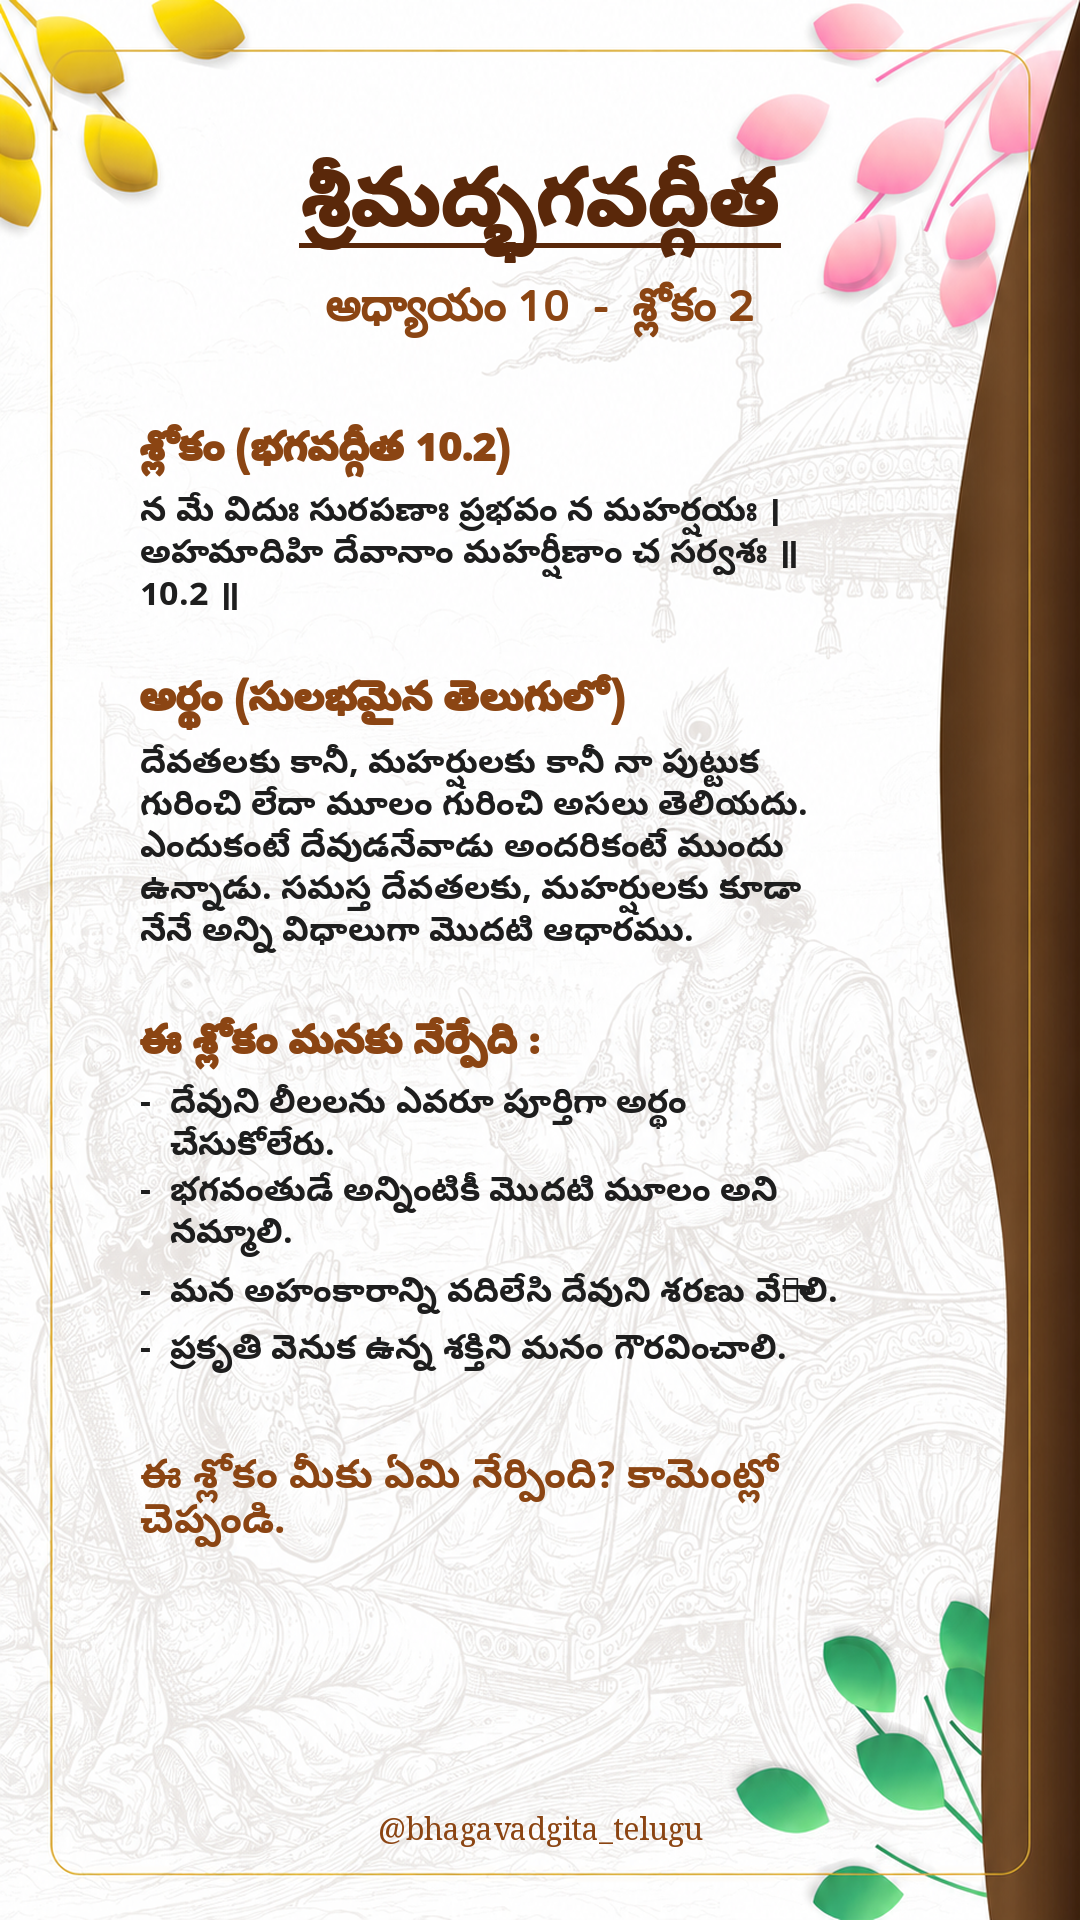 శ్రీమద్భగవద్గీత
అధ్యాయం 10 - శ్లోకం 2
శ్లోకం (భగవద్గీత 10.2)
న మే విదుః సురపణాః ప్రభవం న మహర్షయః |
అహమాదిహి దేవానాం మహర్షీణాం చ సర్వశః ||
10.2 ||
అర్థం (సులభమైన తెలుగులో)
దేవతలకు కానీ, మహర్షులకు కానీ నా పుట్టుక
గురించి లేదా మూలం గురించి అసలు తెలియదు.
ఎందుకంటే దేవుడనేవాడు అందరికంటే ముందు
ఉన్నాడు. సమస్త దేవతలకు, మహర్షులకు కూడా
నేనే అన్ని విధాలుగా మొదటి ఆధారము.
ఈ శ్లోకం మనకు నేర్పేది :
- దేవుని లీలలను ఎవరూ పూర్తిగా అర్థం
చేసుకోలేరు.
- భగవంతుడే అన్నింటికీ మొదటి మూలం అని
నమ్మాలి.
- మన అహంకారాన్ని వదిలేసి దేవుని శరణు
- ప్రకృతి వెనుక ఉన్న శక్తిని మనం గౌరవించాలి.
ఈ శ్లోకం మీకు ఏమి నేర్పింది? కామెంట్లో
చెప్పండి.
@bhagavadgita_telugu